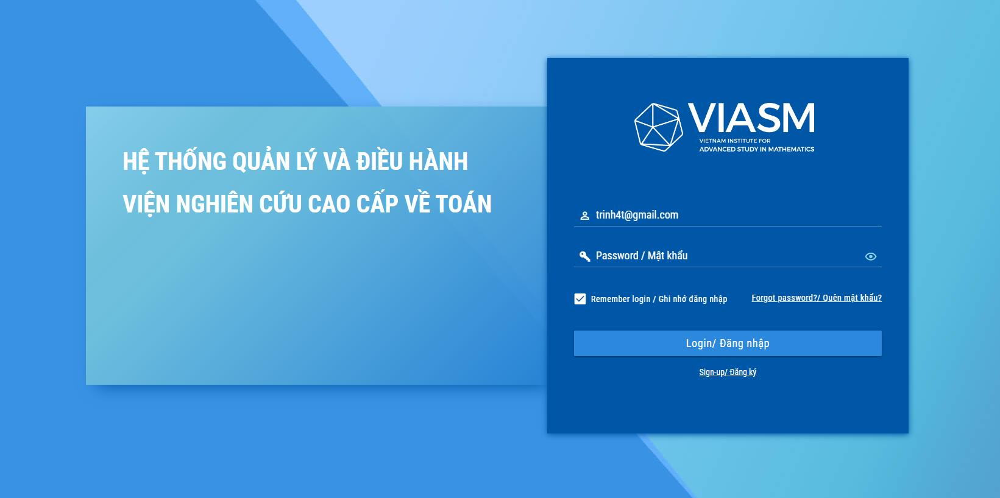 HỆ THỐNG QUẢN LÝ VÀ ĐIỀU HÀNH
VIỆN NGHIÊN CỨU CAO CẤP VỀ TOÁN
VIASM
VIETNAM INSTITUTE FOR
ADVANCED STUDY IN MATHEMATICS
trinh4t@gmail.com
Password / Mật khẩu
Remember login / Ghi nhớ đăng nhập
Forgot password?/ Quên mật khẩu?
Login/ Đăng nhập
Sign-up/ Đăng ký